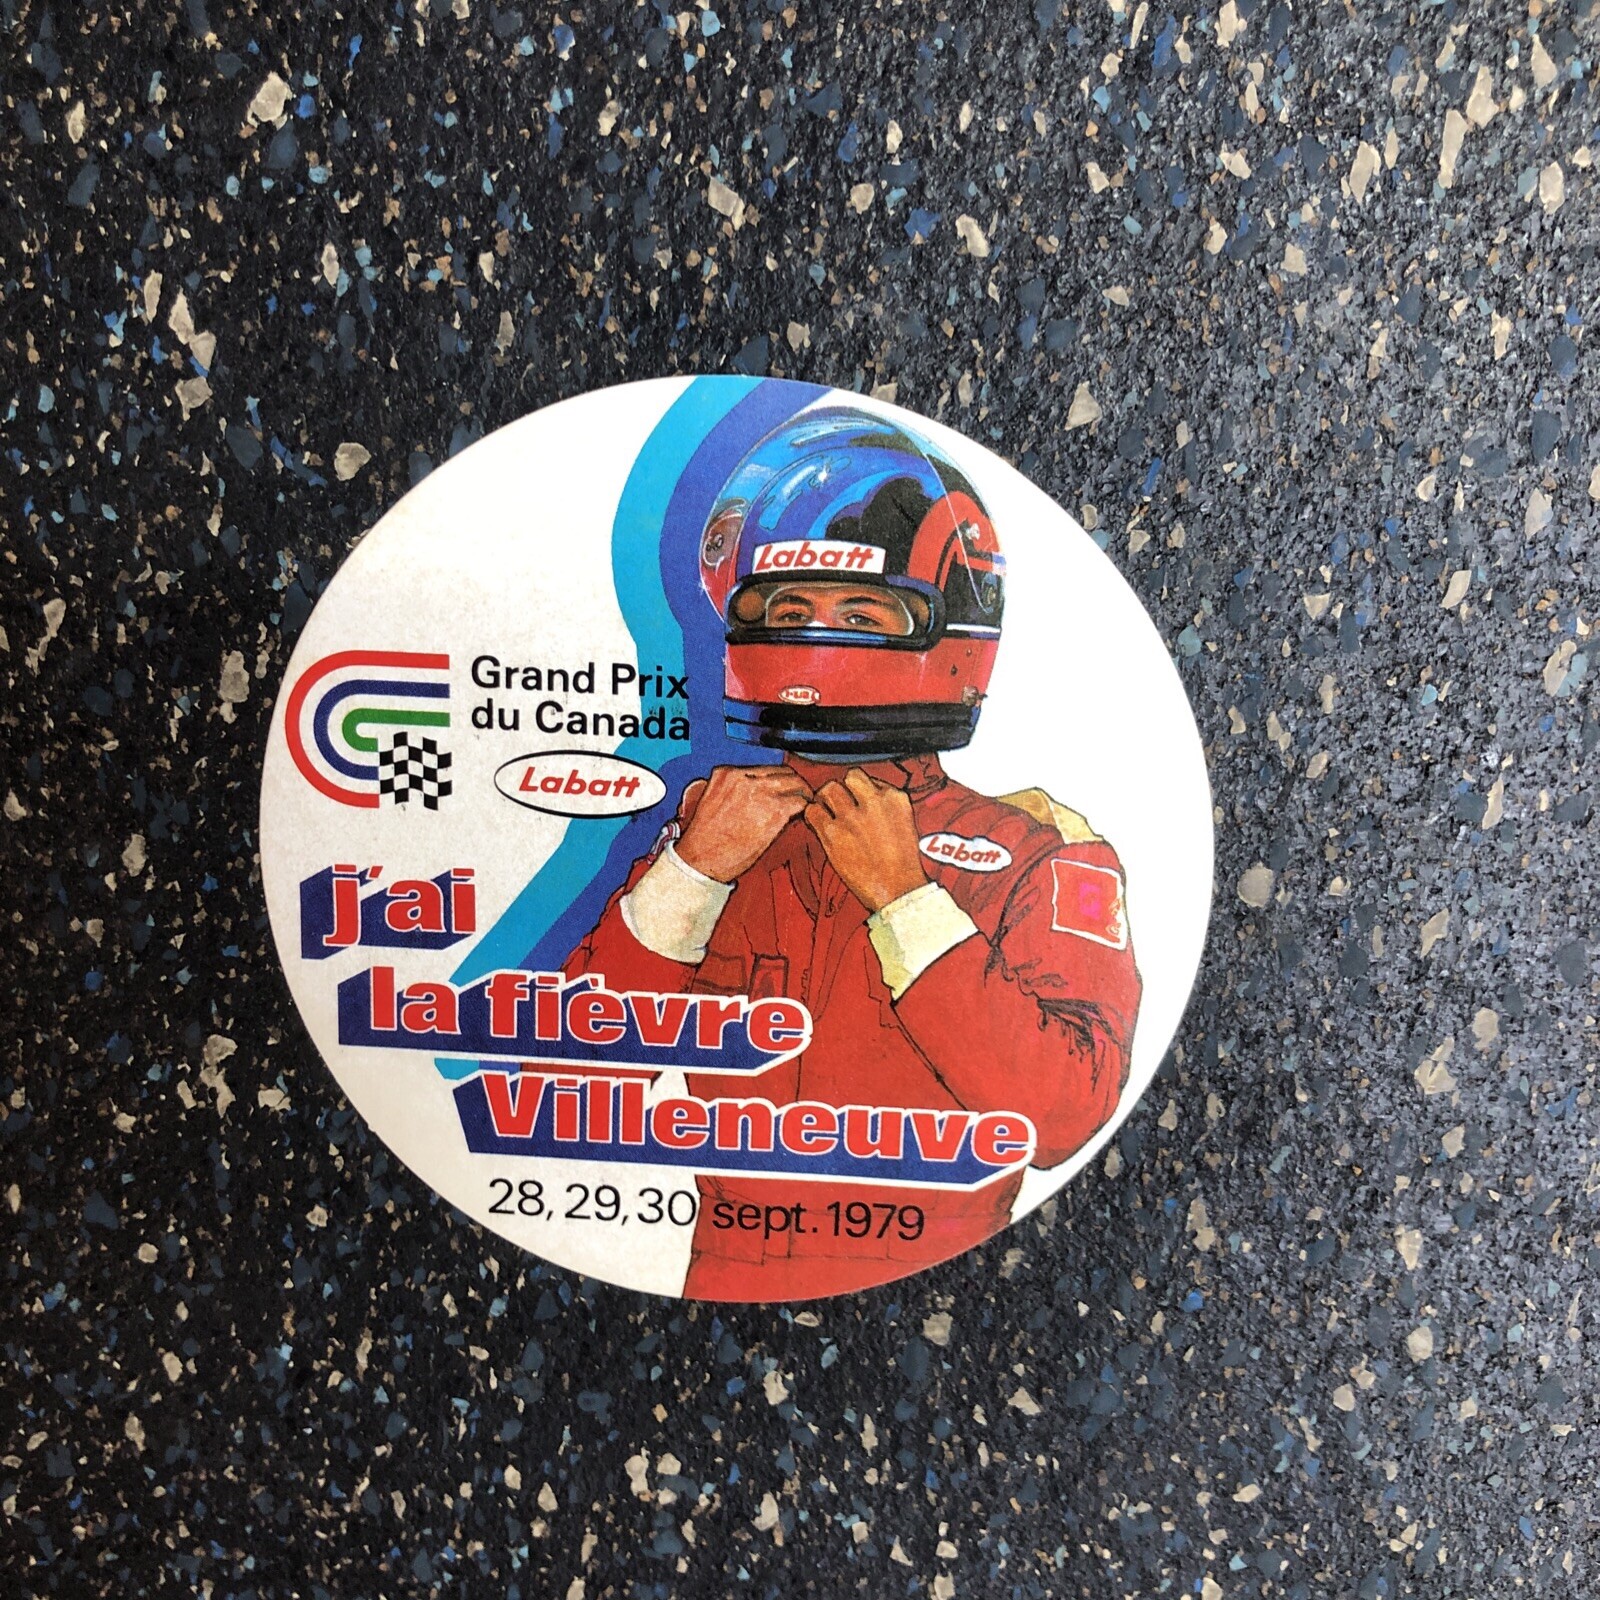 Labatt
Grand Prix
du Canada
Labatt
Labatt
j'ai
la fièvre
Villeneuve
28, 29, 30 sept. 1979